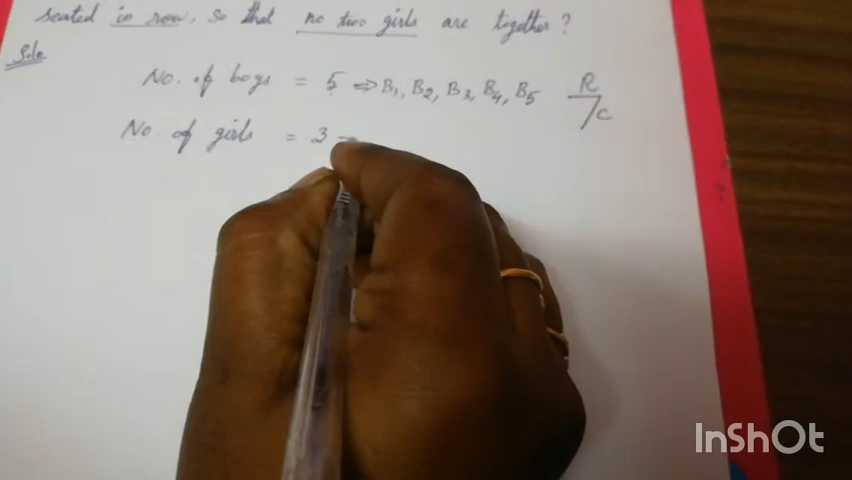 seated in row, so that no two girls are together?
Soln
No. of boys = 5 ⇒ B1, B2, B3, B4, B5
R/C
No. of girls = 3
InShOt